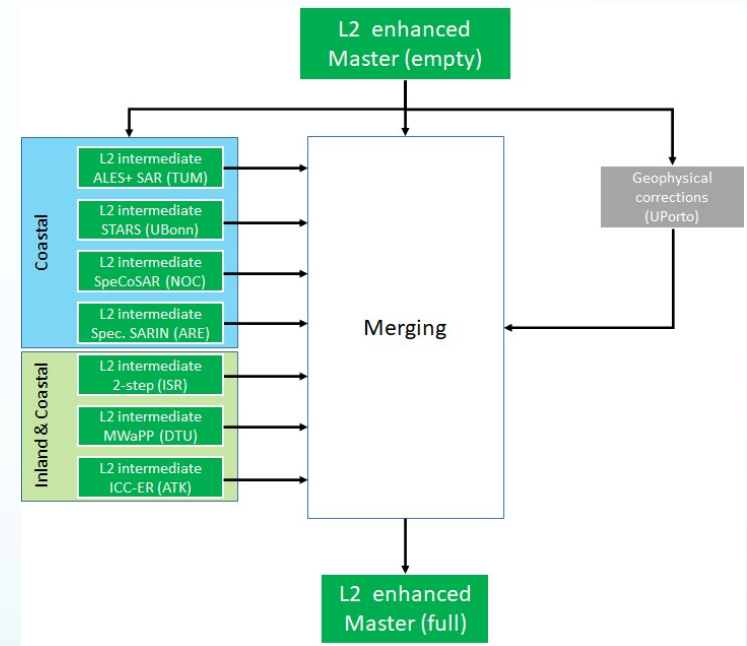 L2 enhanced
Master (empty)
Coastal
L2 intermediate
ALES+ SAR (TUM)
L2 intermediate
STARS (UBonn)
L2 intermediate
SpeCoSAR (NOC)
L2 intermediate
Spec. SARIN (ARE)
Inland & Coastal
L2 intermediate
2-step (ISR)
L2 intermediate
MWaPP (DTU)
L2 intermediate
ICC-ER (ATK)
Merging
Geophysical
corrections
(UPorto)
L2 enhanced
Master (full)